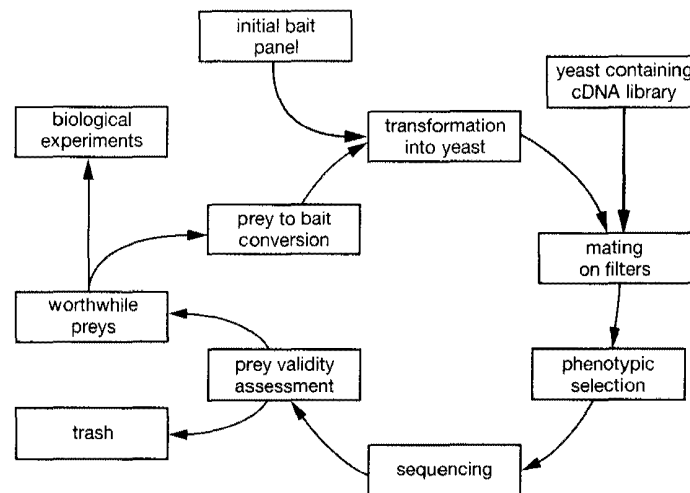 initial bait
panel
yeast containing
cDNA library
biological
experiments
transformation
into yeast
prey to bait
conversion
mating
on filters
worthwhile
preys
prey validity
assessment
phenotypic
selection
trash
sequencing